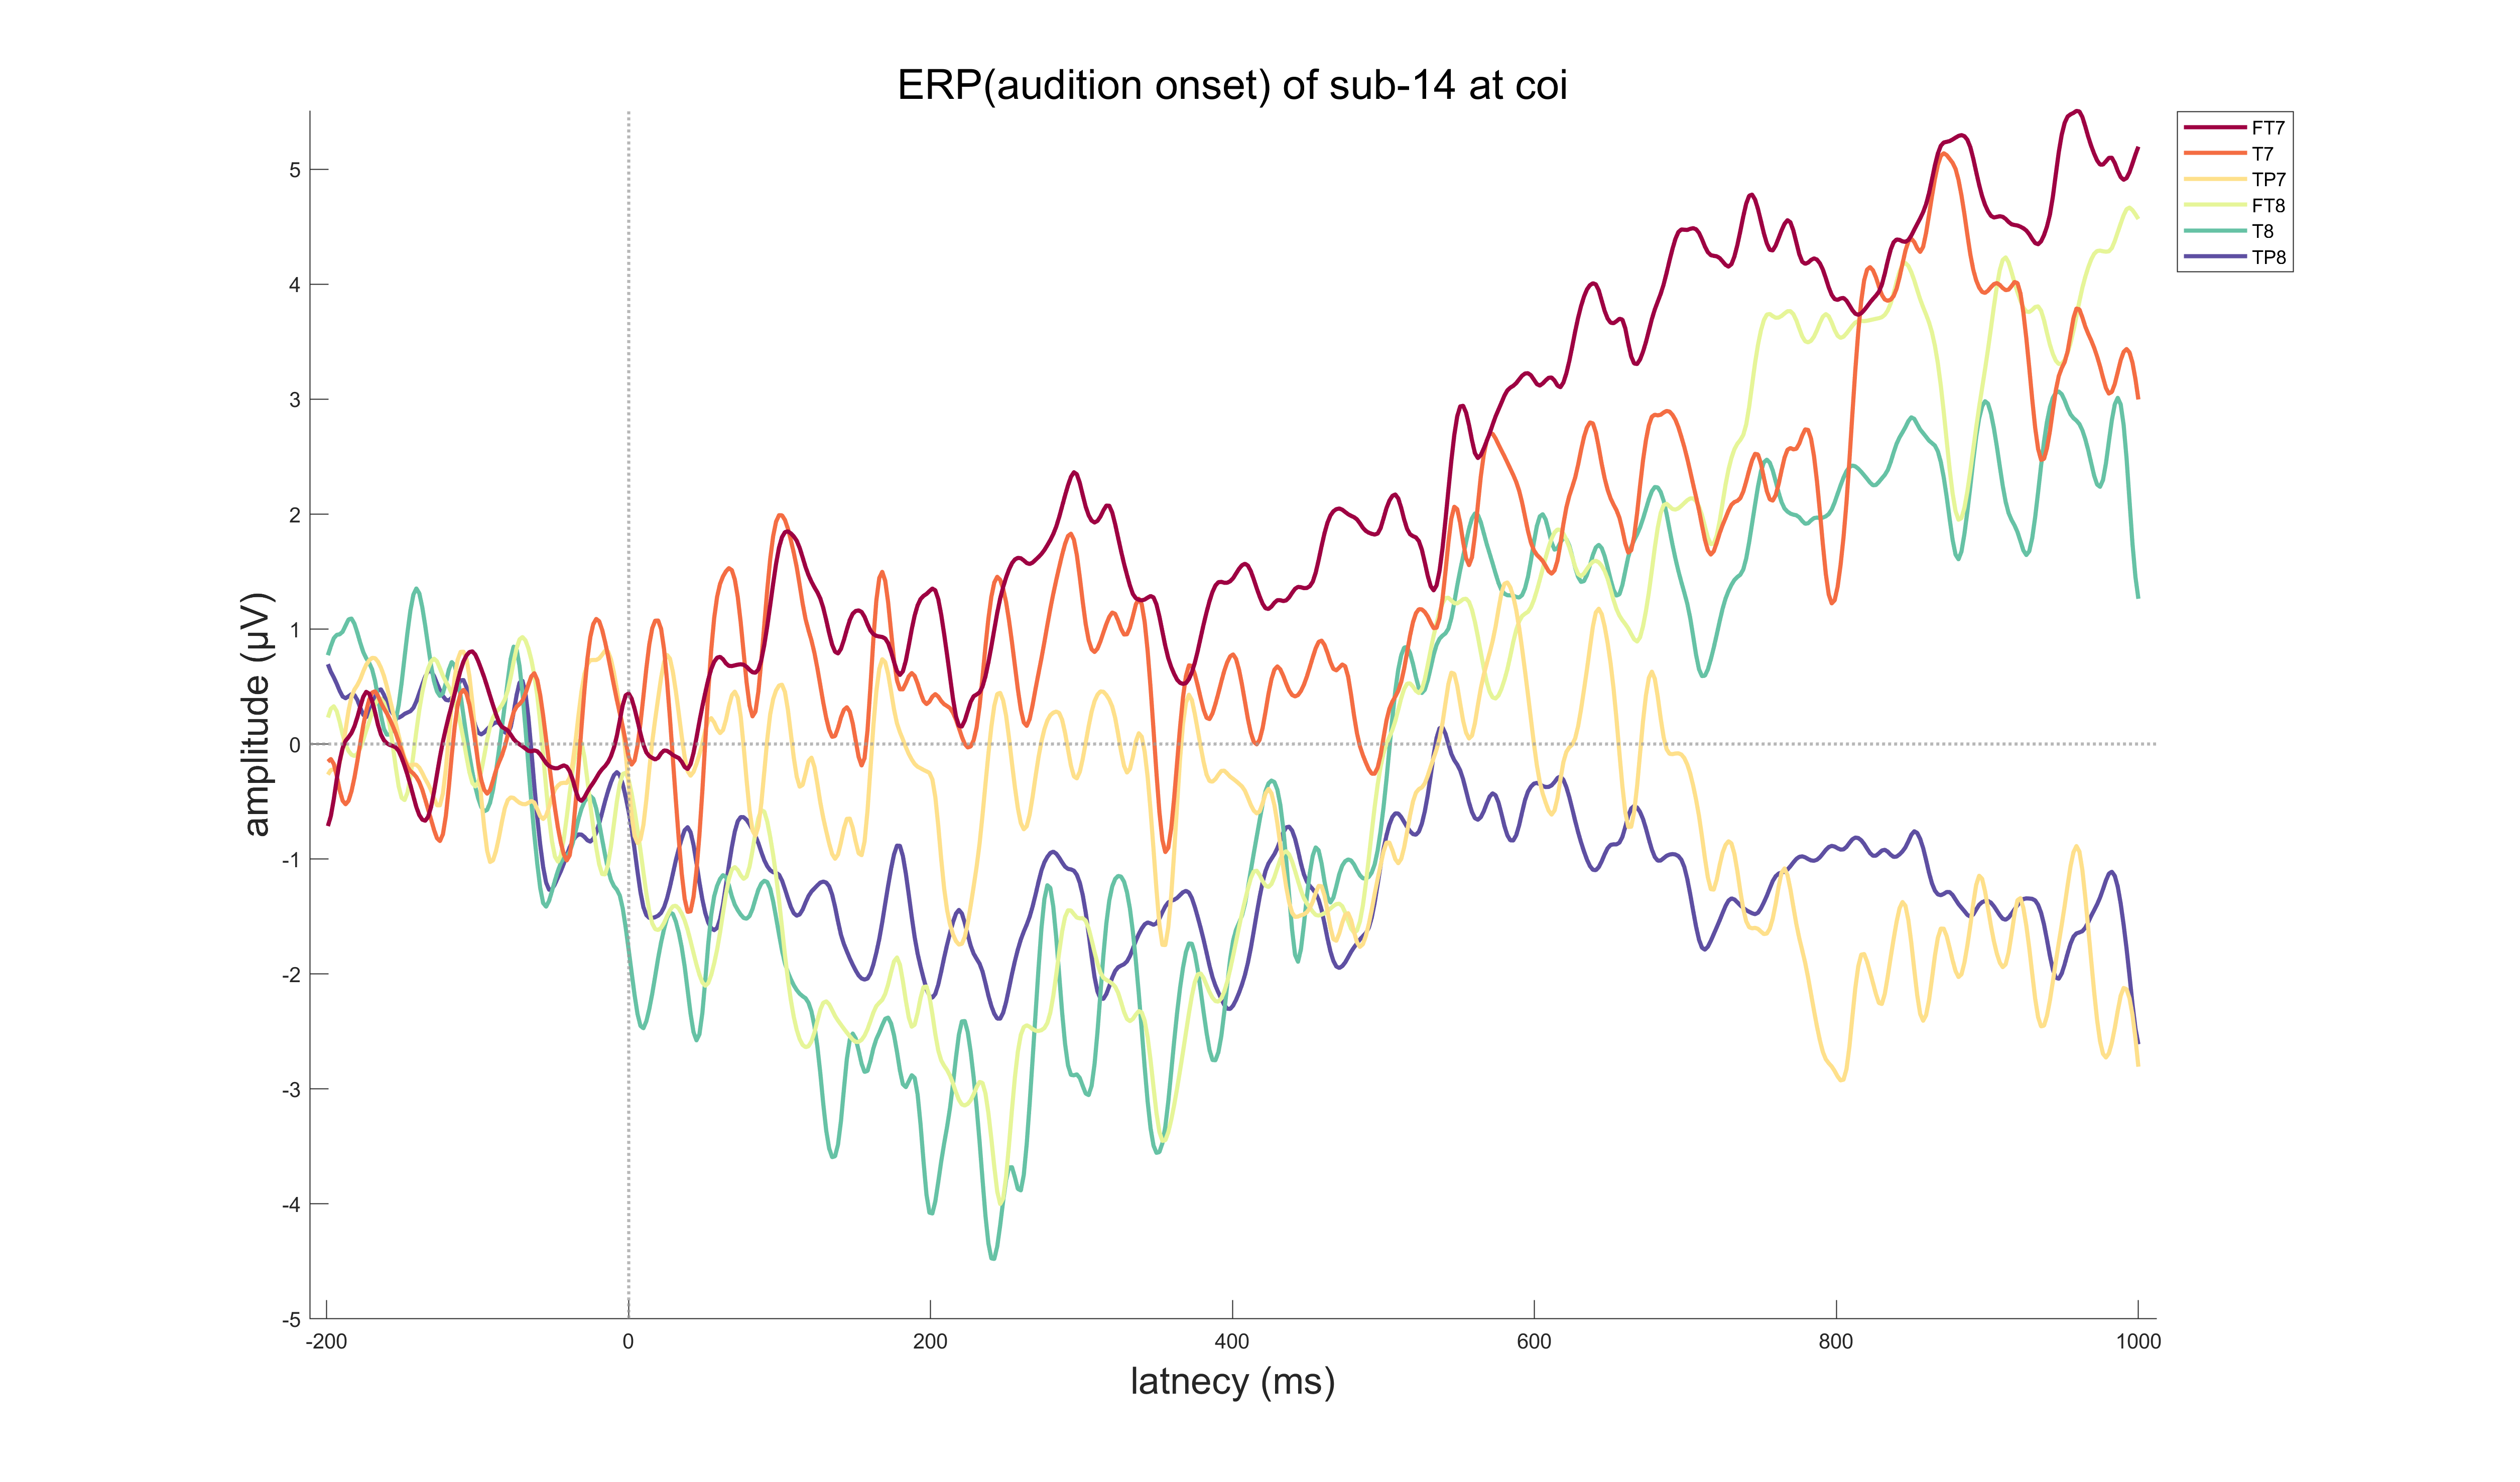 ERP(audition onset) of sub-14 at coi
FT7
T7
TP7
FT8
T8
TP8
amplitude (µV)
5
4
3
2
1
0
-1
-2
-3
-4
-5
-200
0
200
400
600
800
1000
latnecy (ms)